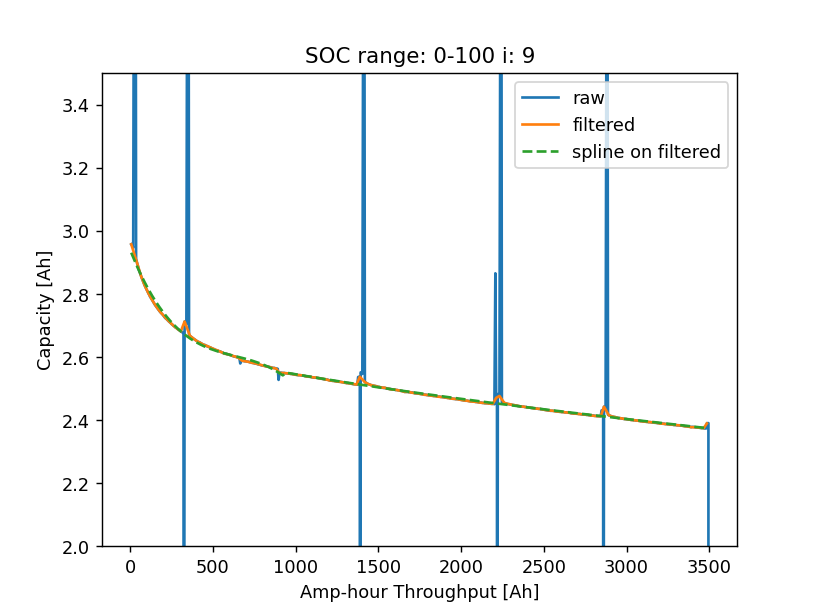 SOC range: 0-100 i: 9
raw
filtered
spline on filtered
3.4
3.2
3.0
2.8
2.6
2.4
2.2
2.0
Capacity [Ah]
0 500 1000 1500 2000 2500 3000 3500
Amp-hour Throughput [Ah]